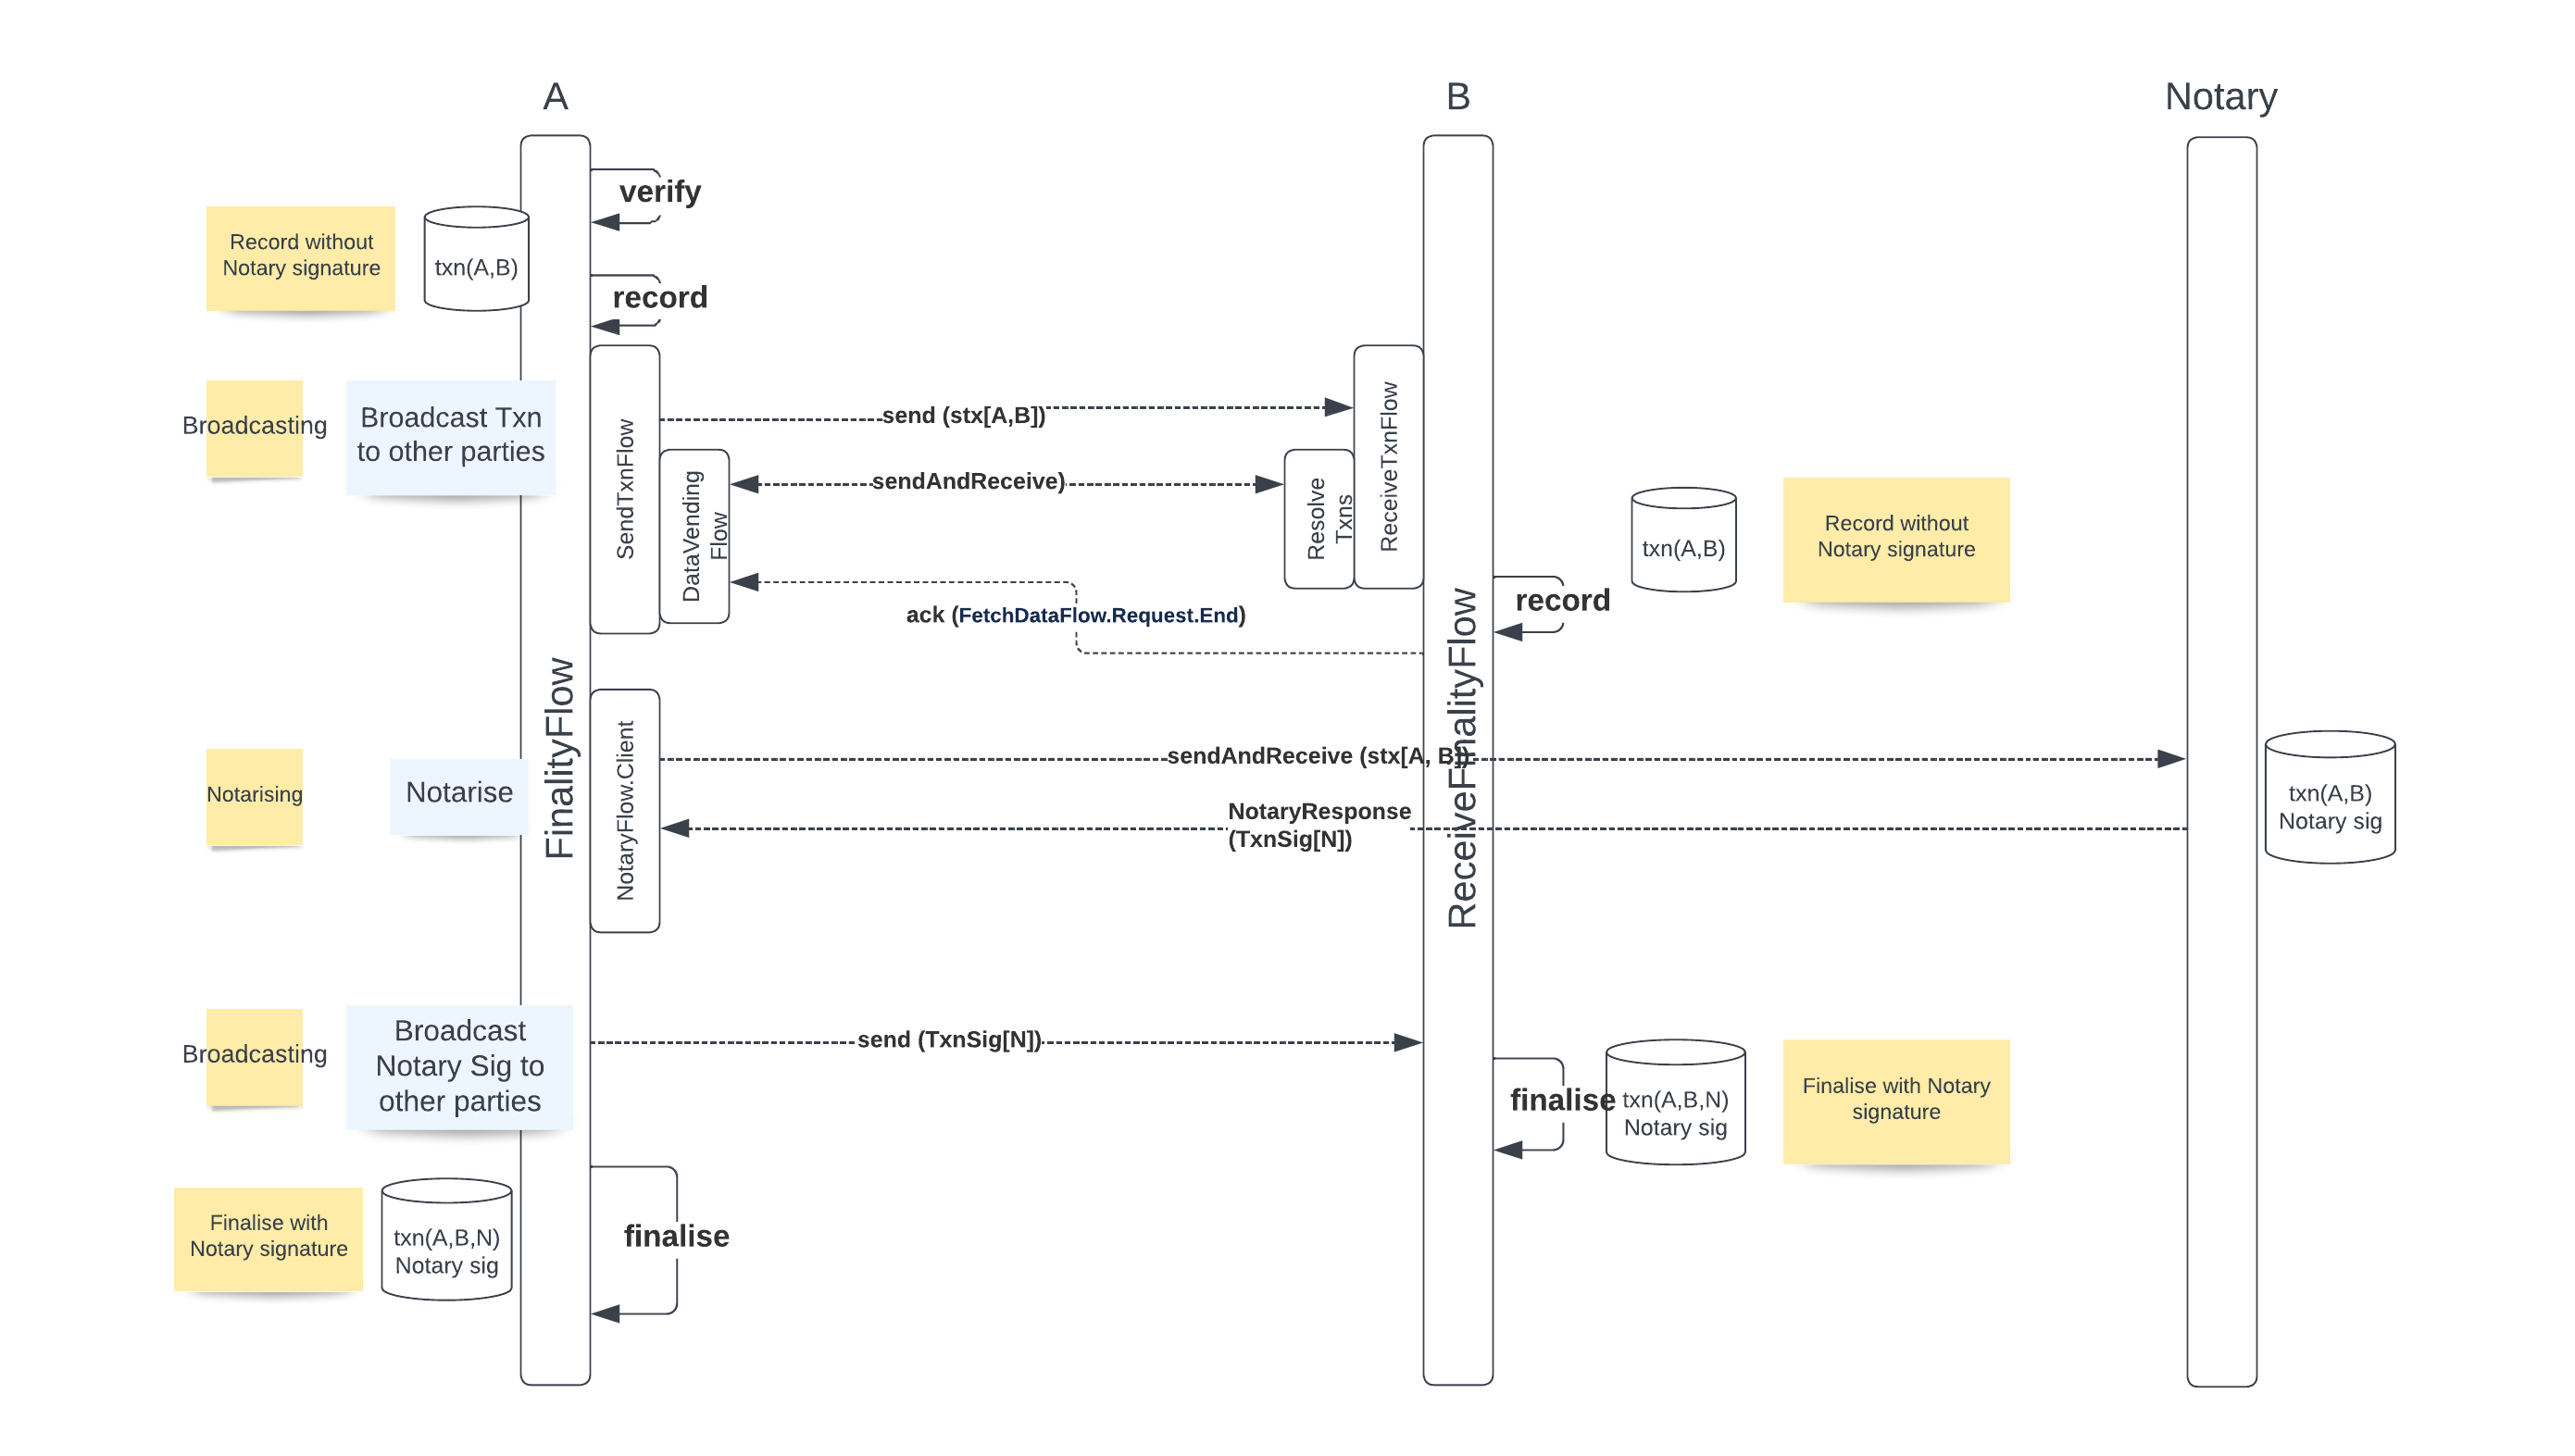 A
B
Notary
verify
Record without
Notary signature
txn(A,B)
record
Broadcasting
Broadcast Txn
to other parties
SendTxnFlow
send (stx[A,B])
ReceiveTxnFlow
DataVending
Flow
sendAndReceive)
Resolve
Txns
txn(A,B)
Record without
Notary signature
record
ack (FetchDataFlow.Request.End)
FinalityFlow
ReceiveFinalityFlow
Notarising
Notarise
NotaryFlow.Client
sendAndReceive (stx[A, B])
NotaryResponse
(TxnSig[N])
txn(A,B)
Notary sig
Broadcasting
Broadcast
Notary Sig to
other parties
send (TxnSig[N])
finalise
txn(A,B,N)
Notary sig
Finalise with Notary
signature
Finalise with
Notary signature
txn(A,B,N)
Notary sig
finalise